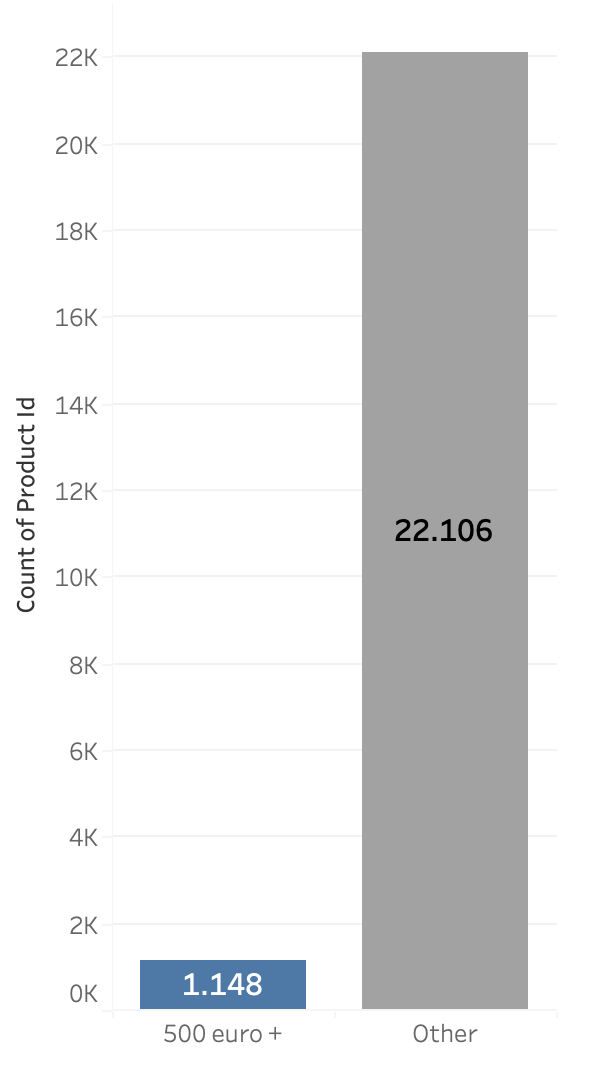 Count of Product Id
22K
20K
18K
16K
14K
12K
10K
8K
6K
4K
2K
0K
22.106
1.148
500 euro +
Other